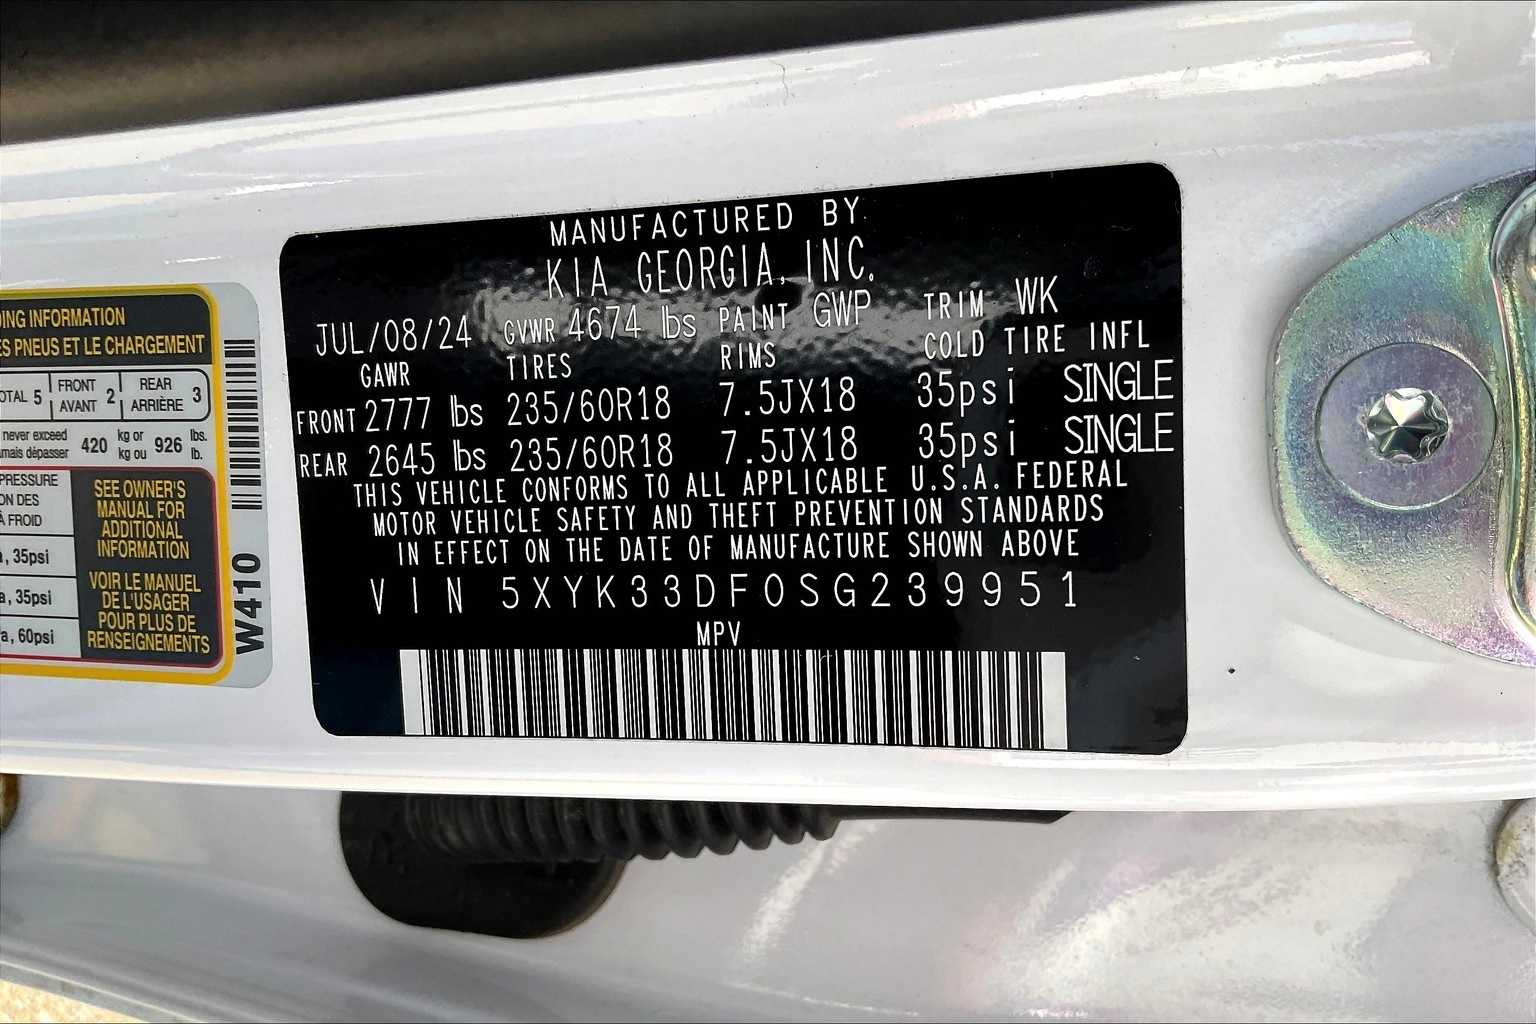 MANUFACTURED BY
KIA GEORGIA, INC.
JUL/08/24 GVWR 4674 lbs PAINT GWP TRIM WK
GAWR TIRES RIMS COLD TIRE INFL
FRONT 2777 lbs 235/60R18 7.5JX18 35psi SINGLE
REAR 2645 lbs 235/60R18 7.5JX18 35psi SINGLE
THIS VEHICLE CONFORMS TO ALL APPLICABLE U.S.A. FEDERAL
MOTOR VEHICLE SAFETY AND THEFT PREVENTION STANDARDS
IN EFFECT ON THE DATE OF MANUFACTURE SHOWN ABOVE
VIN 5XYK33DF0SG239951
MPV
INFORMATION
PNEUS ET LE CHARGEMENT
5 FRONT 2 REAR 3
AVANT ARRIÈRE
never exceed 420 kg or 926 lbs.
dépasser kg ou lb.
PRESSURE
DES
À FROID
35psi
35psi
60psi
SEE OWNER'S
MANUAL FOR
ADDITIONAL
INFORMATION
VOIR LE MANUEL
DE L'USAGER
POUR PLUS DE
RENSEIGNEMENTS
W410